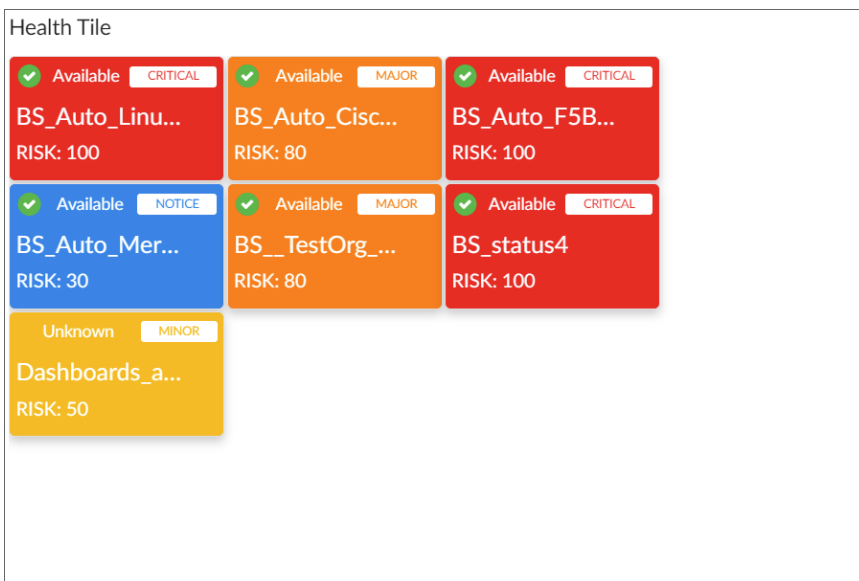 Health Tile
Available CRITICAL
BS_Auto_Linu...
RISK: 100
Available MAJOR
BS_Auto_Cisc...
RISK: 80
Available CRITICAL
BS_Auto_F5B...
RISK: 100
Available NOTICE
BS_Auto_Mer...
RISK: 30
Available MAJOR
BS__TestOrg_...
RISK: 80
Available CRITICAL
BS_status4
RISK: 100
Unknown MINOR
Dashboards_a...
RISK: 50